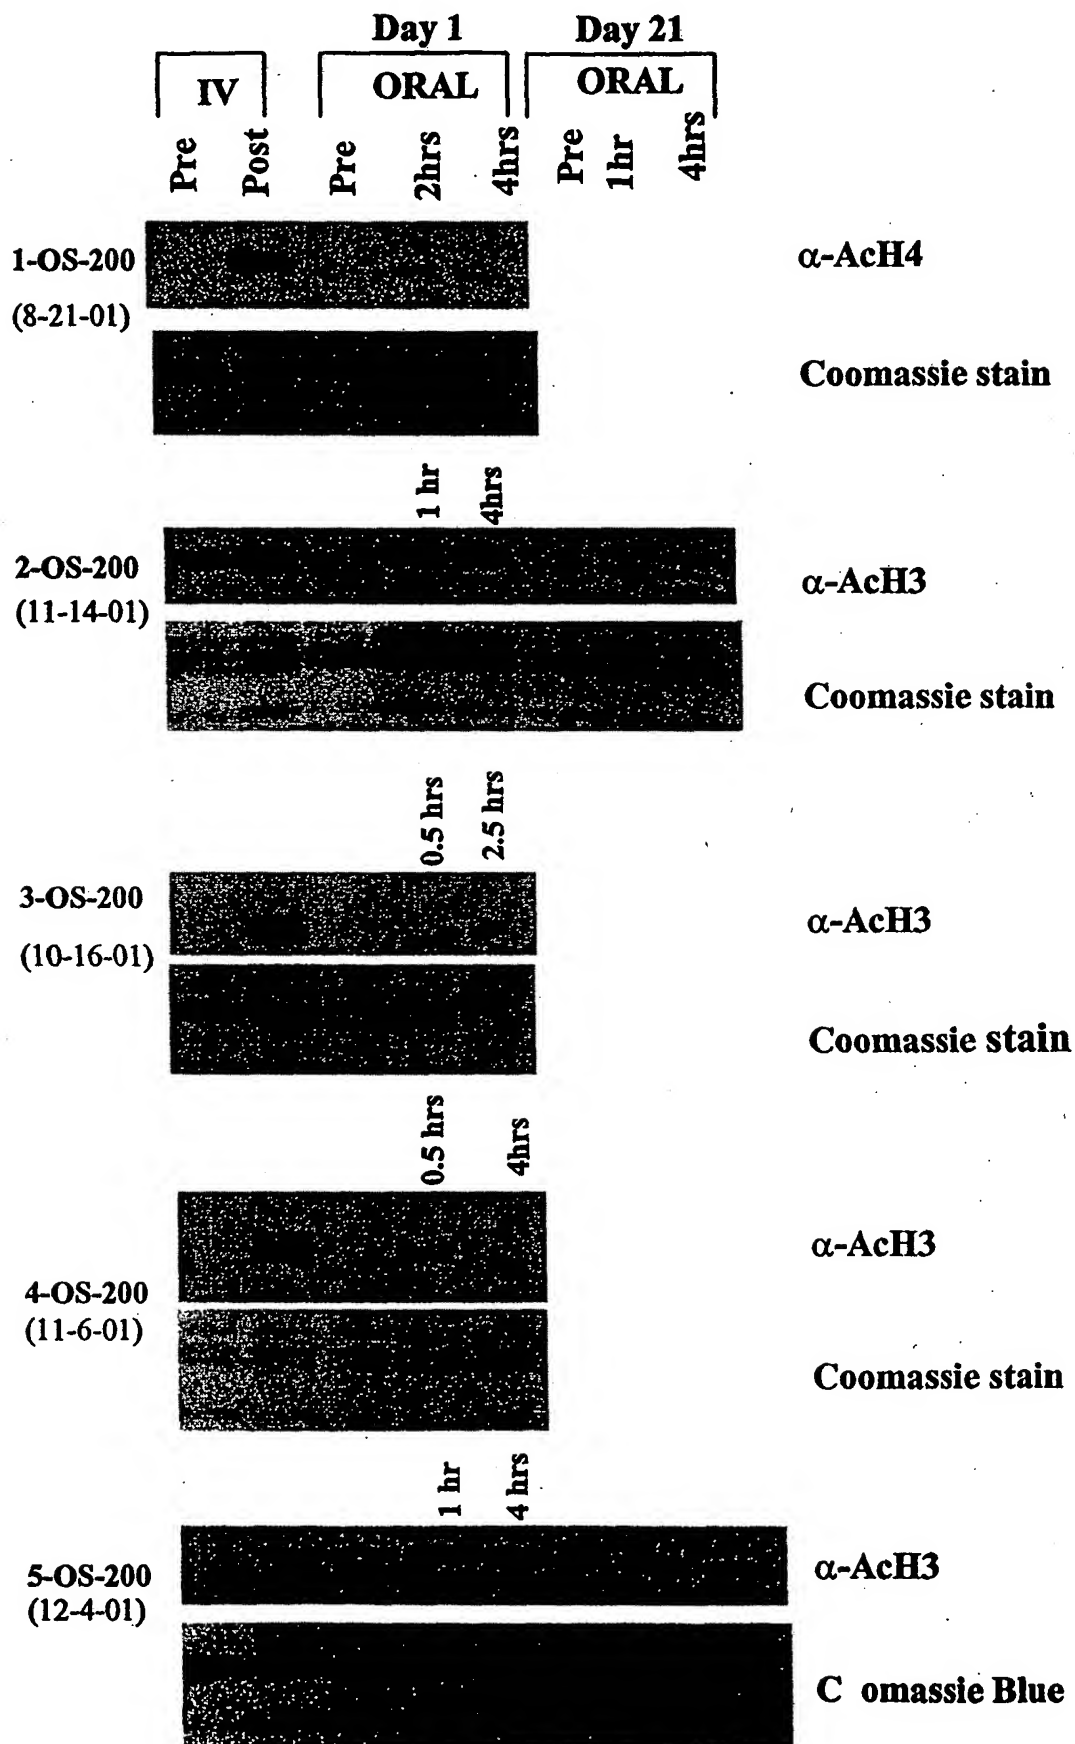 Day 1 Day 21
IV ORAL ORAL
Pre Post Pre 2hrs 4hrs Pre 1hr 4hrs
1-OS-200 α-AcH4
(8-21-01)
Coomassie stain
1 hr 4hrs
2-OS-200 α-AcH3
(11-14-01)
Coomassie stain
0.5 hrs 2.5 hrs
3-OS-200 α-AcH3
(10-16-01)
Coomassie stain
0.5 hrs 4hrs
α-AcH3
4-OS-200
(11-6-01)
Coomassie stain
1 hr 4 hrs
5-OS-200 α-AcH3
(12-4-01)
C omassie Blue